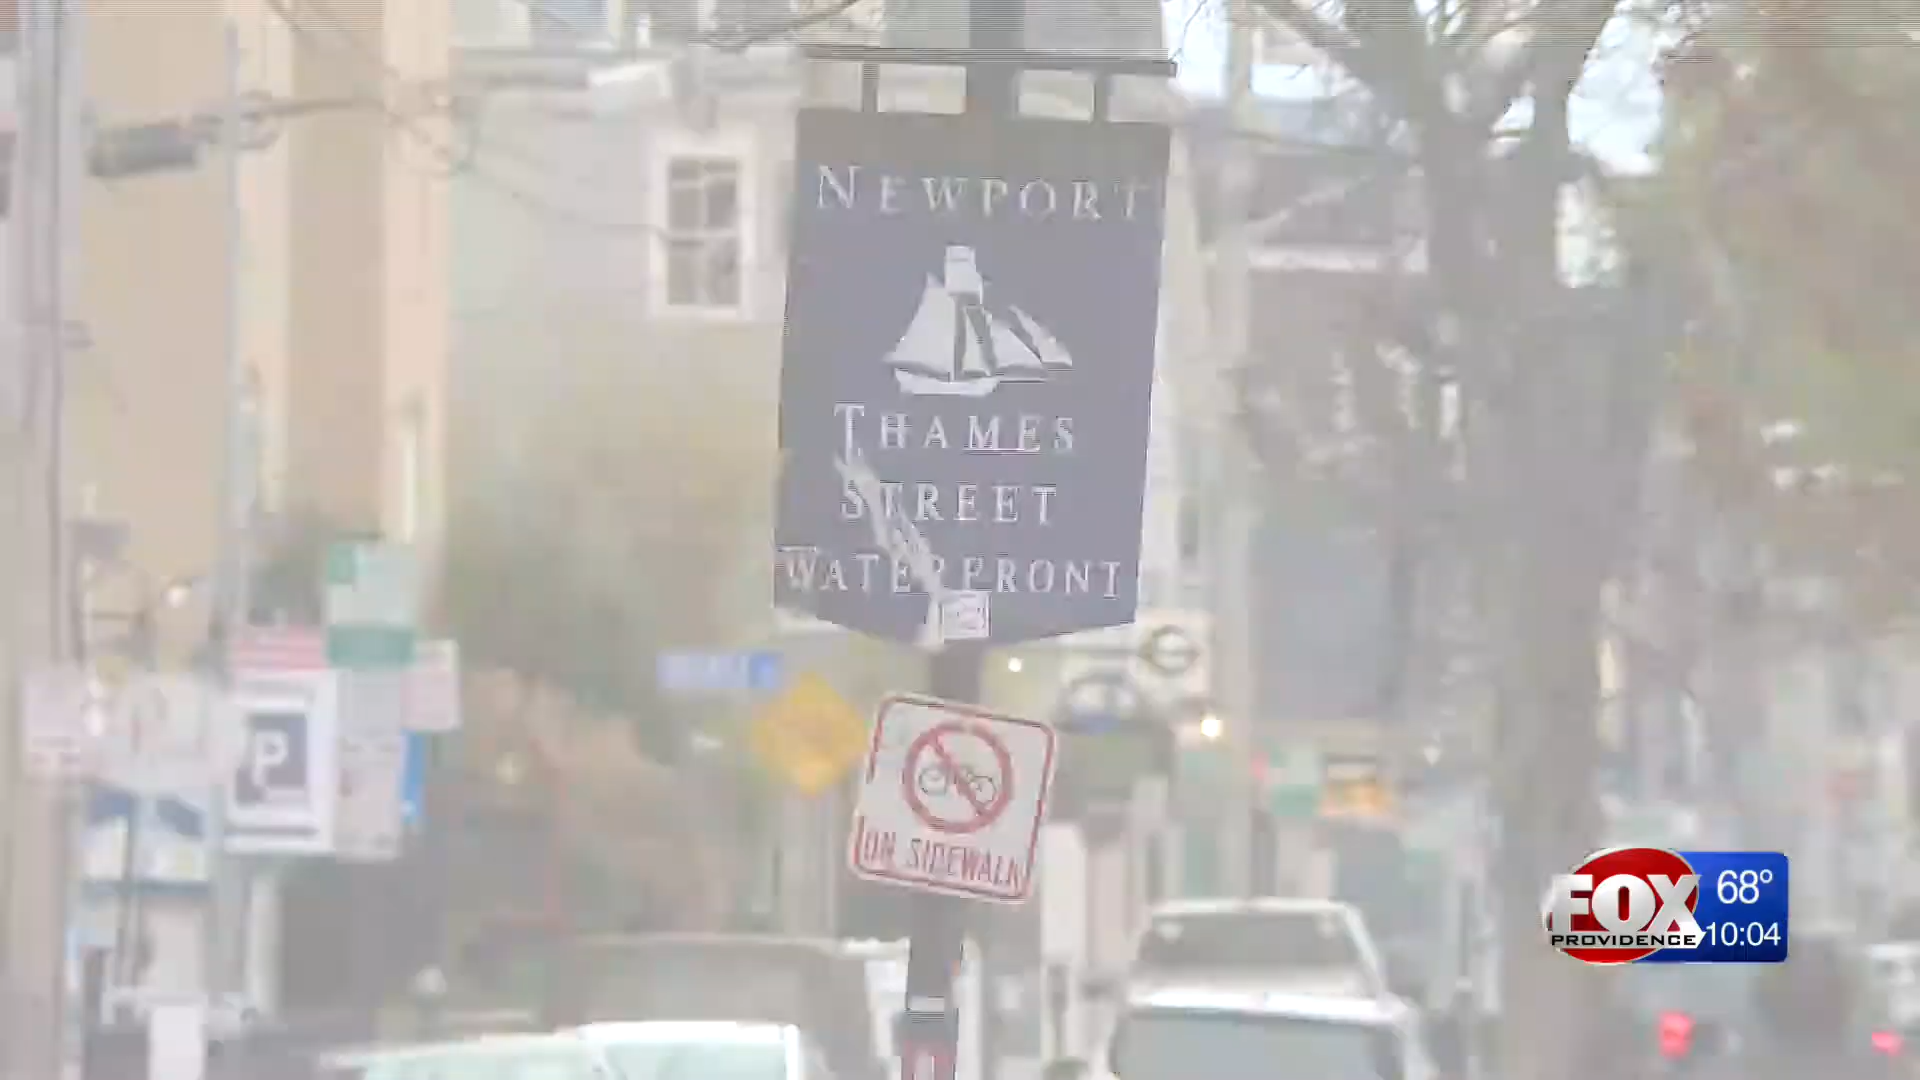 NEWPORT
THAMES
STREET
WATERFRONT
P
ON SIDEWALK
FOX
PROVIDENCE
68°
10:04